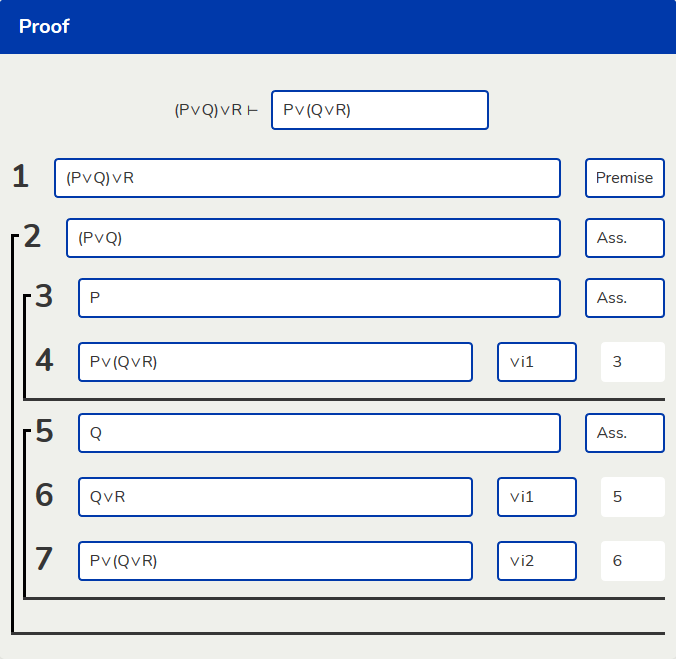 Proof
(P∨Q)∨R ⊢ P∨(Q∨R)
1 (P∨Q)∨R Premise
2 (P∨Q) Ass.
3 P Ass.
4 P∨(Q∨R) ∨i1 3
5 Q Ass.
6 Q∨R ∨i1 5
7 P∨(Q∨R) ∨i2 6